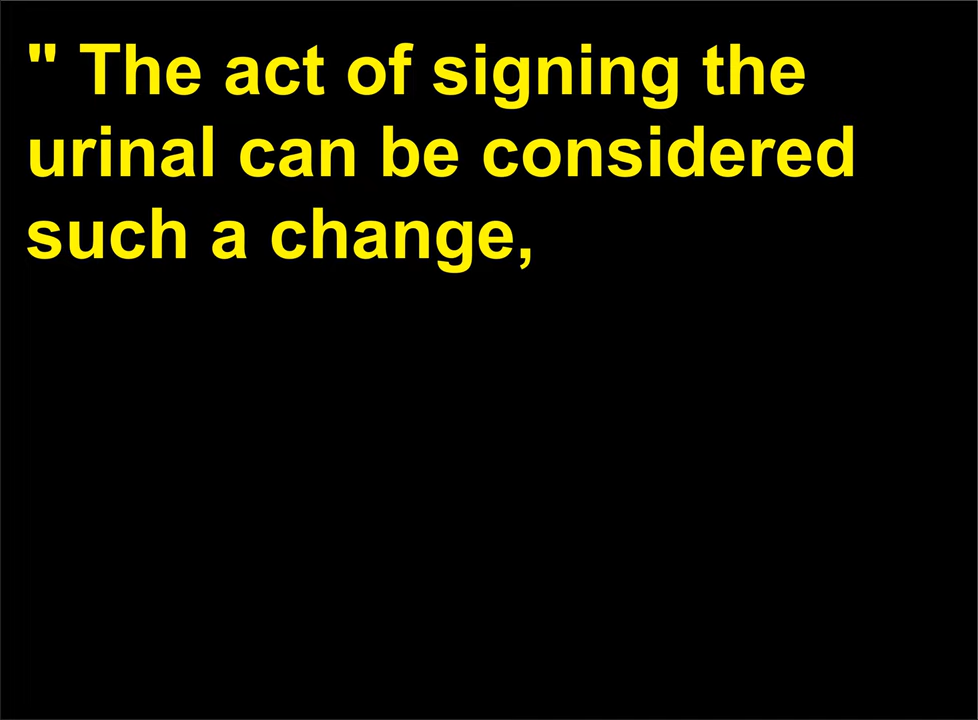 " The act of signing the
urinal can be considered
such a change,